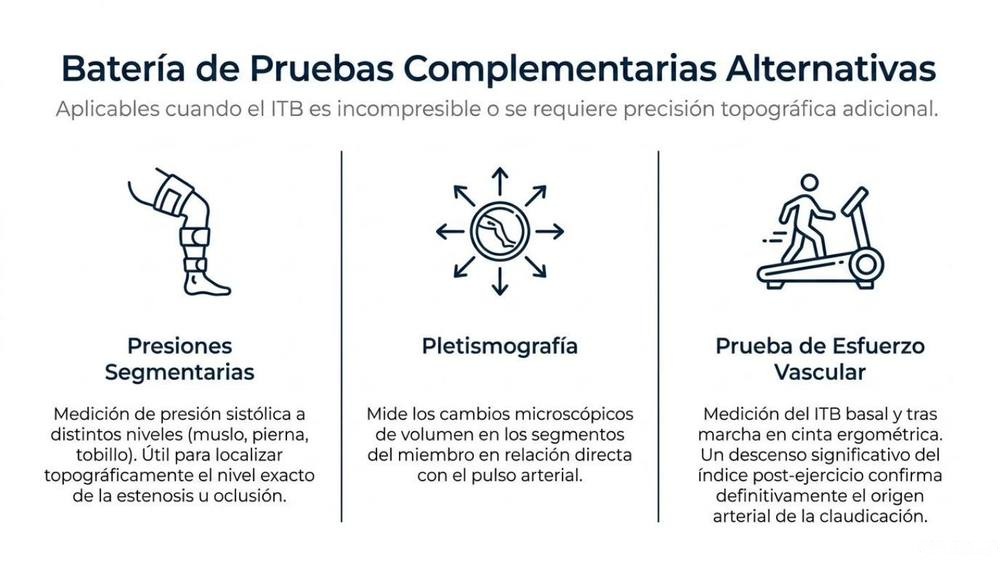 Batería de Pruebas Complementarias Alternativas
Aplicables cuando el ITB es incompresible o se requiere precisión topográfica adicional.
Presiones
Segmentarias
Medición de presión sistólica a
distintos niveles (muslo, pierna,
tobillo). Útil para localizar
topográficamente el nivel exacto
de la estenosis u oclusión.
Pletismografía
Mide los cambios microscópicos
de volumen en los segmentos
del miembro en relación directa
con el pulso arterial.
Prueba de Esfuerzo
Vascular
Medición del ITB basal y tras
marcha en cinta ergométrica.
Un descenso significativo del
índice post-ejercicio confirma
definitivamente el origen
arterial de la claudicación.